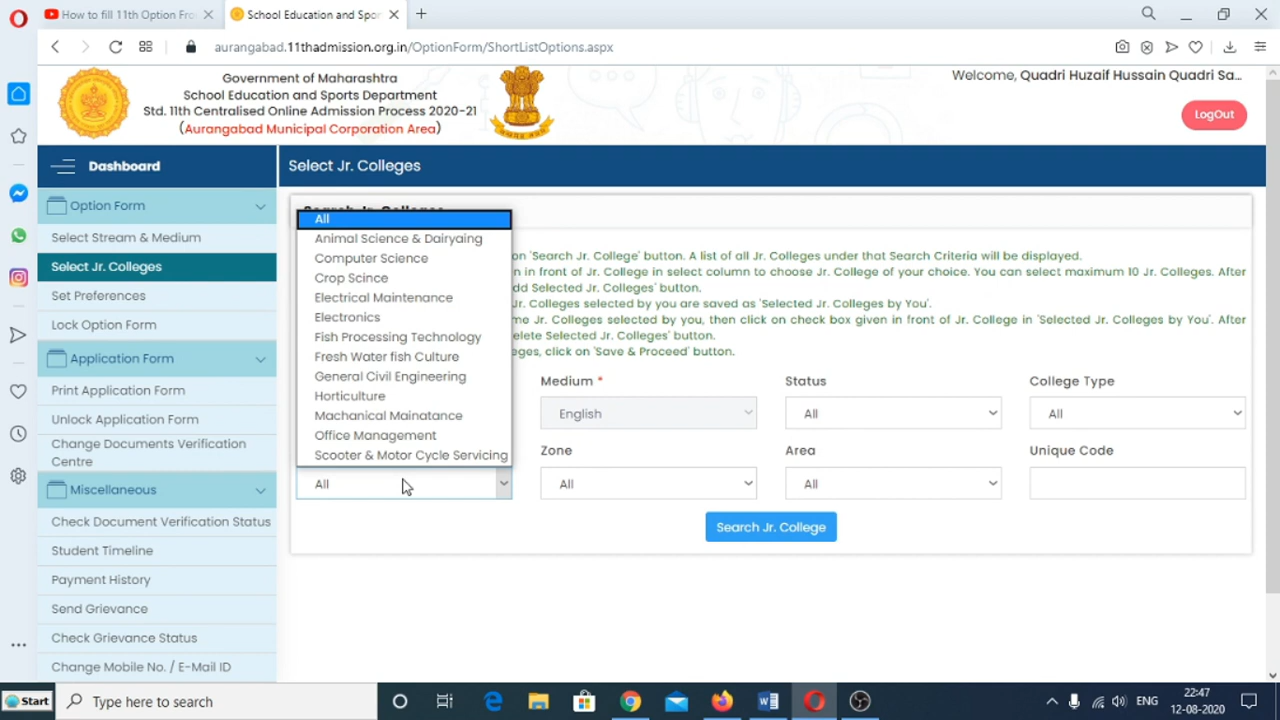 How to fill 11th Option Fro
School Education and Spor
aurangabad.11thadmission.org.in/OptionForm/ShortListOptions.aspx
Government of Maharashtra
School Education and Sports Department
Std. 11th Centralised Online Admission Process 2020-21
(Aurangabad Municipal Corporation Area)
Welcome, Quadri Huzaif Hussain Quadri Sa...
LogOut
Dashboard
Option Form
Select Stream & Medium
Select Jr. Colleges
Set Preferences
Lock Option Form
Application Form
Print Application Form
Unlock Application Form
Change Documents Verification
Centre
Miscellaneous
Check Document Verification Status
Student Timeline
Payment History
Send Grievance
Check Grievance Status
Change Mobile No. / E-Mail ID
Select Jr. Colleges
All
Animal Science & Dairyaing
Computer Science
Crop Scince
Electrical Maintenance
Electronics
Fish Processing Technology
Fresh Water fish Culture
General Civil Engineering
Horticulture
Machanical Mainatance
Office Management
Scooter & Motor Cycle Servicing
All
on 'Search Jr. College' button. A list of all Jr. Colleges under that Search Criteria will be displayed.
n in front of Jr. College in select column to choose Jr. College of your choice. You can select maximum 10 Jr. Colleges. After
dd Selected Jr. Colleges' button.
Jr. Colleges selected by you are saved as 'Selected Jr. Colleges by You'.
me Jr. Colleges selected by you, then click on check box given in front of Jr. College in 'Selected Jr. Colleges by You'. After
elete Selected Jr. Colleges' button.
eges, click on 'Save & Proceed' button.
Medium * Status College Type
English All All
Zone Area Unique Code
All All
Search Jr. College
Start
Type here to search
ENG
22:47
12-08-2020